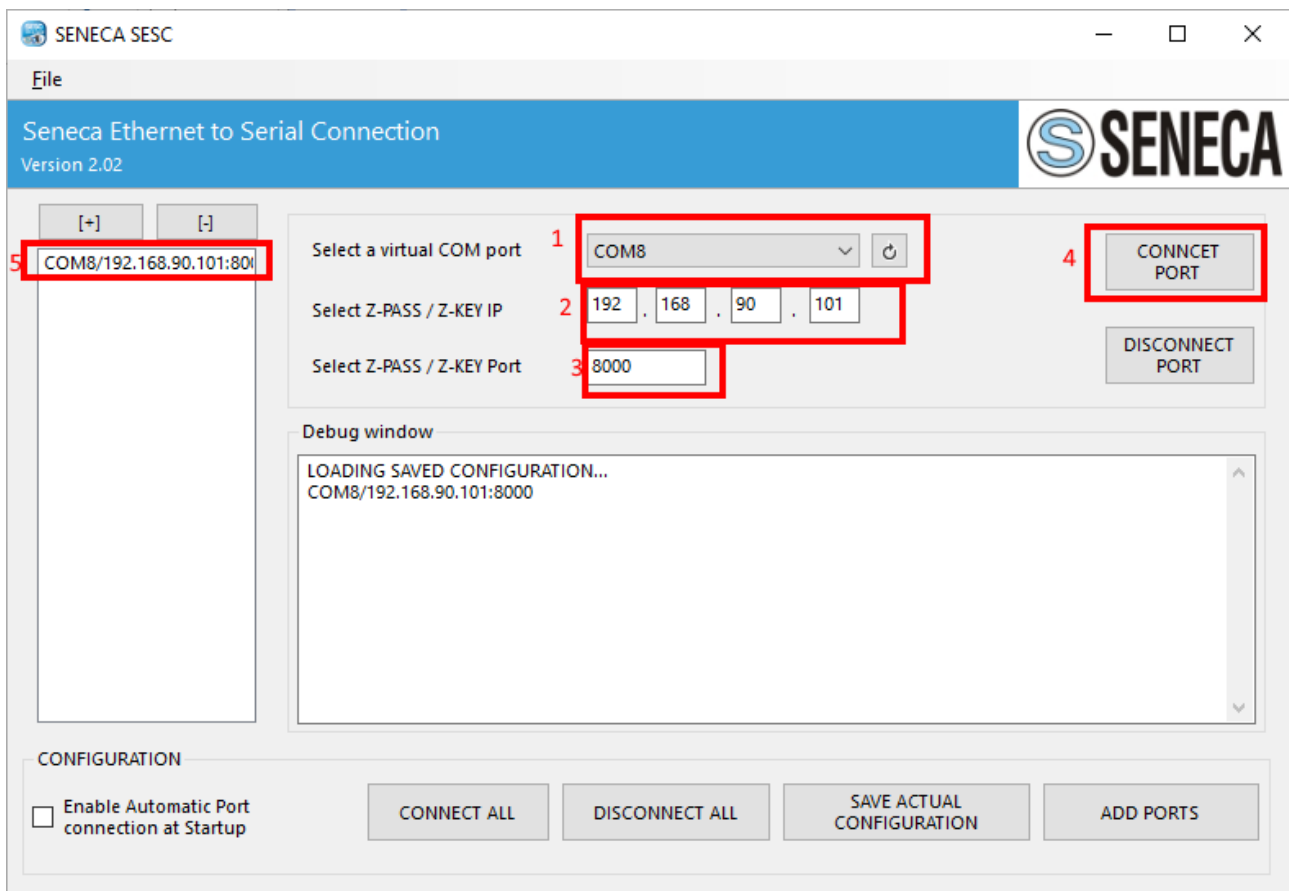 SENECA SESC
File
Seneca Ethernet to Serial Connection
Version 2.02
SENECA
[+] [-]
5 COM8/192.168.90.101:800
Select a virtual COM port 1 COM8
Select Z-PASS / Z-KEY IP 2 192 . 168 . 90 . 101
Select Z-PASS / Z-KEY Port 3 8000
4 CONNCET
PORT
DISCONNECT
PORT
Debug window
LOADING SAVED CONFIGURATION...
COM8/192.168.90.101:8000
CONFIGURATION
Enable Automatic Port
connection at Startup
CONNECT ALL
DISCONNECT ALL
SAVE ACTUAL
CONFIGURATION
ADD PORTS